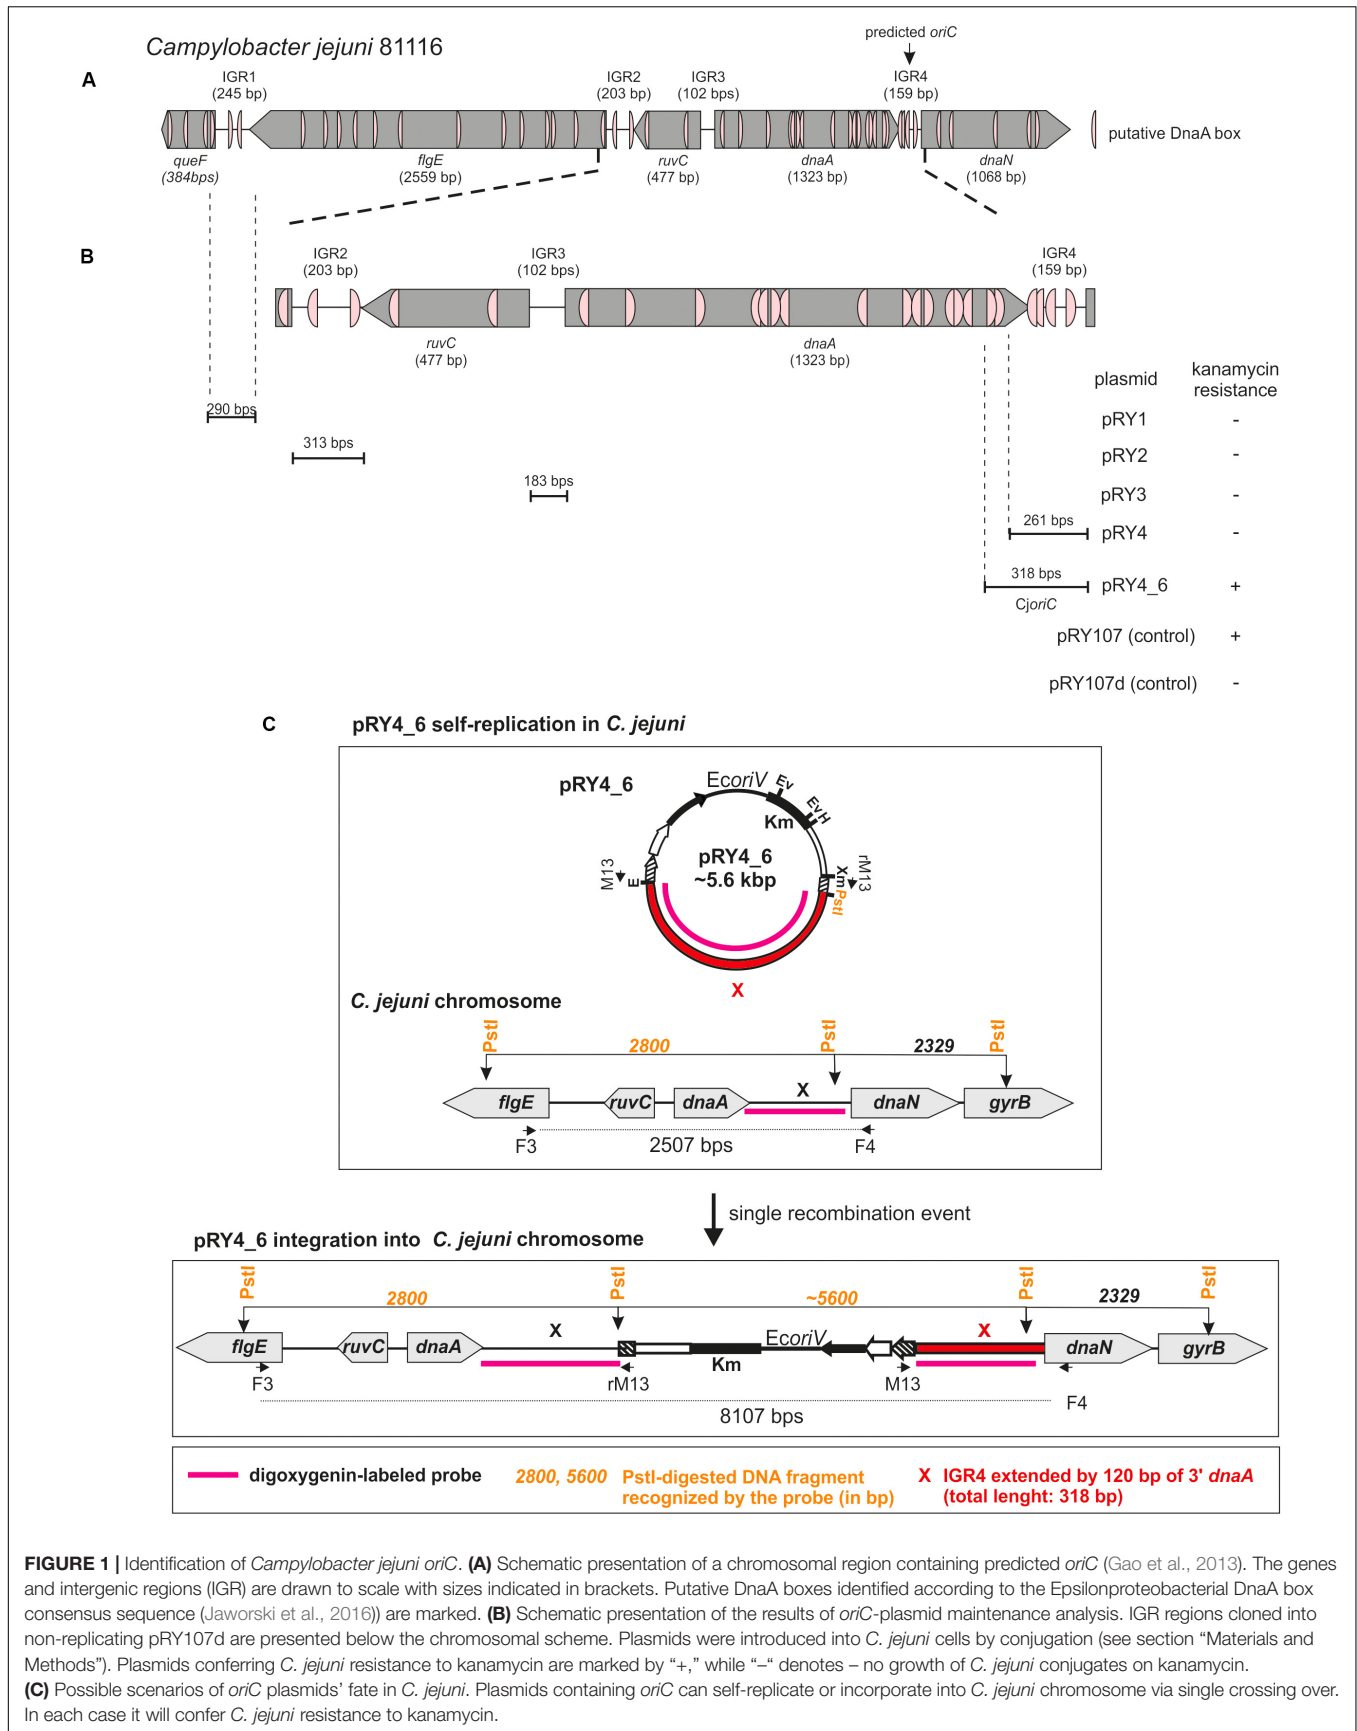 Campylobacter jejuni 81116
predicted oriC
A
IGR1
(245 bp)
IGR2
(203 bp)
IGR3
(102 bps)
IGR4
(159 bp)
putative DnaA box
queF
(384bps)
flgE
(2559 bp)
ruvC
(477 bp)
dnaA
(1323 bp)
dnaN
(1068 bp)
B
IGR2
(203 bp)
IGR3
(102 bps)
IGR4
(159 bp)
ruvC
(477 bp)
dnaA
(1323 bp)
plasmid
kanamycin
resistance
290 bps
pRY1 -
313 bps
pRY2 -
183 bps
pRY3 -
261 bps
pRY4 -
318 bps
CjoriC
pRY4_6 +
pRY107 (control) +
pRY107d (control) -
C pRY4_6 self-replication in C. jejuni
pRY4_6
EcoriV
Ev
EvH
Km
M13
E
pRY4_6
~5.6 kbp
rM13
Xm
PstI
X
C. jejuni chromosome
PstI
2800
PstI
2329
PstI
flgE
ruvC
dnaA
X
dnaN
gyrB
F3
2507 bps
F4
single recombination event
pRY4_6 integration into C. jejuni chromosome
PstI
2800
PstI
~5600
PstI
2329
PstI
flgE
ruvC
dnaA
X
EcoriV
Km
X
dnaN
gyrB
F3
rM13
M13
F4
8107 bps
digoxygenin-labeled probe
2800, 5600 PstI-digested DNA fragment
recognized by the probe (in bp)
X IGR4 extended by 120 bp of 3' dnaA
(total lenght: 318 bp)
FIGURE 1 | Identification of Campylobacter jejuni oriC. (A) Schematic presentation of a chromosomal region containing predicted oriC (Gao et al., 2013). The genes
and intergenic regions (IGR) are drawn to scale with sizes indicated in brackets. Putative DnaA boxes identified according to the Epsilonproteobacterial DnaA box
consensus sequence (Jaworski et al., 2016)) are marked. (B) Schematic presentation of the results of oriC-plasmid maintenance analysis. IGR regions cloned into
non-replicating pRY107d are presented below the chromosomal scheme. Plasmids were introduced into C. jejuni cells by conjugation (see section “Materials and
Methods”). Plasmids conferring C. jejuni resistance to kanamycin are marked by “+,” while “–“ denotes – no growth of C. jejuni conjugates on kanamycin.
(C) Possible scenarios of oriC plasmids’ fate in C. jejuni. Plasmids containing oriC can self-replicate or incorporate into C. jejuni chromosome via single crossing over.
In each case it will confer C. jejuni resistance to kanamycin.